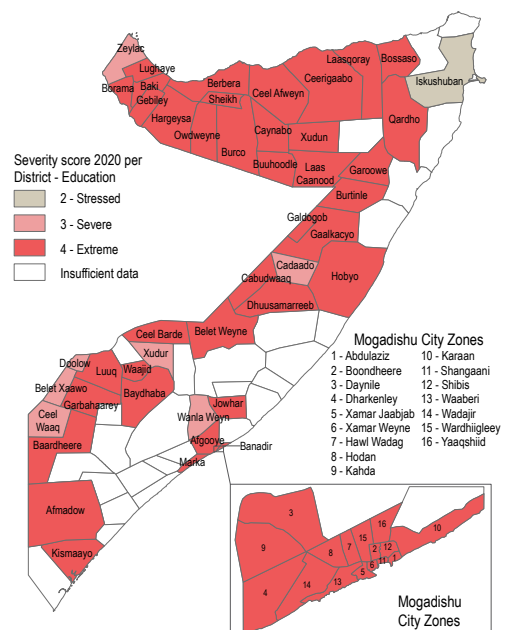 Zeylac
Lughaye
Borama
Baki
Gebiley
Hargeysa
Berbera
Sheikh
Owdweyne
Burco
Ceel Afweyn
Ceerigaabo
Laasqoray
Bossaso
Iskushuban
Qardho
Caynabo
Xudun
Buuhoodle
Laas
Caanood
Garoowe
Burtinle
Severity score 2020 per
District - Education
2 - Stressed
3 - Severe
4 - Extreme
Insufficient data
Galdogob
Gaalkacyo
Cadaado
Cabudwaaq
Hobyo
Dhuusamarreeb
Ceel Barde
Belet Weyne
Xudur
Doolow
Luuq
Waajid
Belet Xaawo
Garbahaarey
Baydhaba
Ceel
Waaq
Baardheere
Jowhar
Wanla Weyn
Afgooye
Banadir
Marka
Afmadow
Kismaayo
Mogadishu City Zones
1 - Abdulaziz
2 - Boondheere
3 - Daynile
4 - Dharkenley
5 - Xamar Jaabjab
6 - Xamar Weyne
7 - Hawl Wadag
8 - Hodan
9 - Kahda
10 - Karaan
11 - Shangaani
12 - Shibis
13 - Waaberi
14 - Wadajir
15 - Wardhiigleey
16 - Yaaqshiid
3
16
10
15
9
8
7
2
12
6
11
1
5
4
14
13
Mogadishu
City Zones